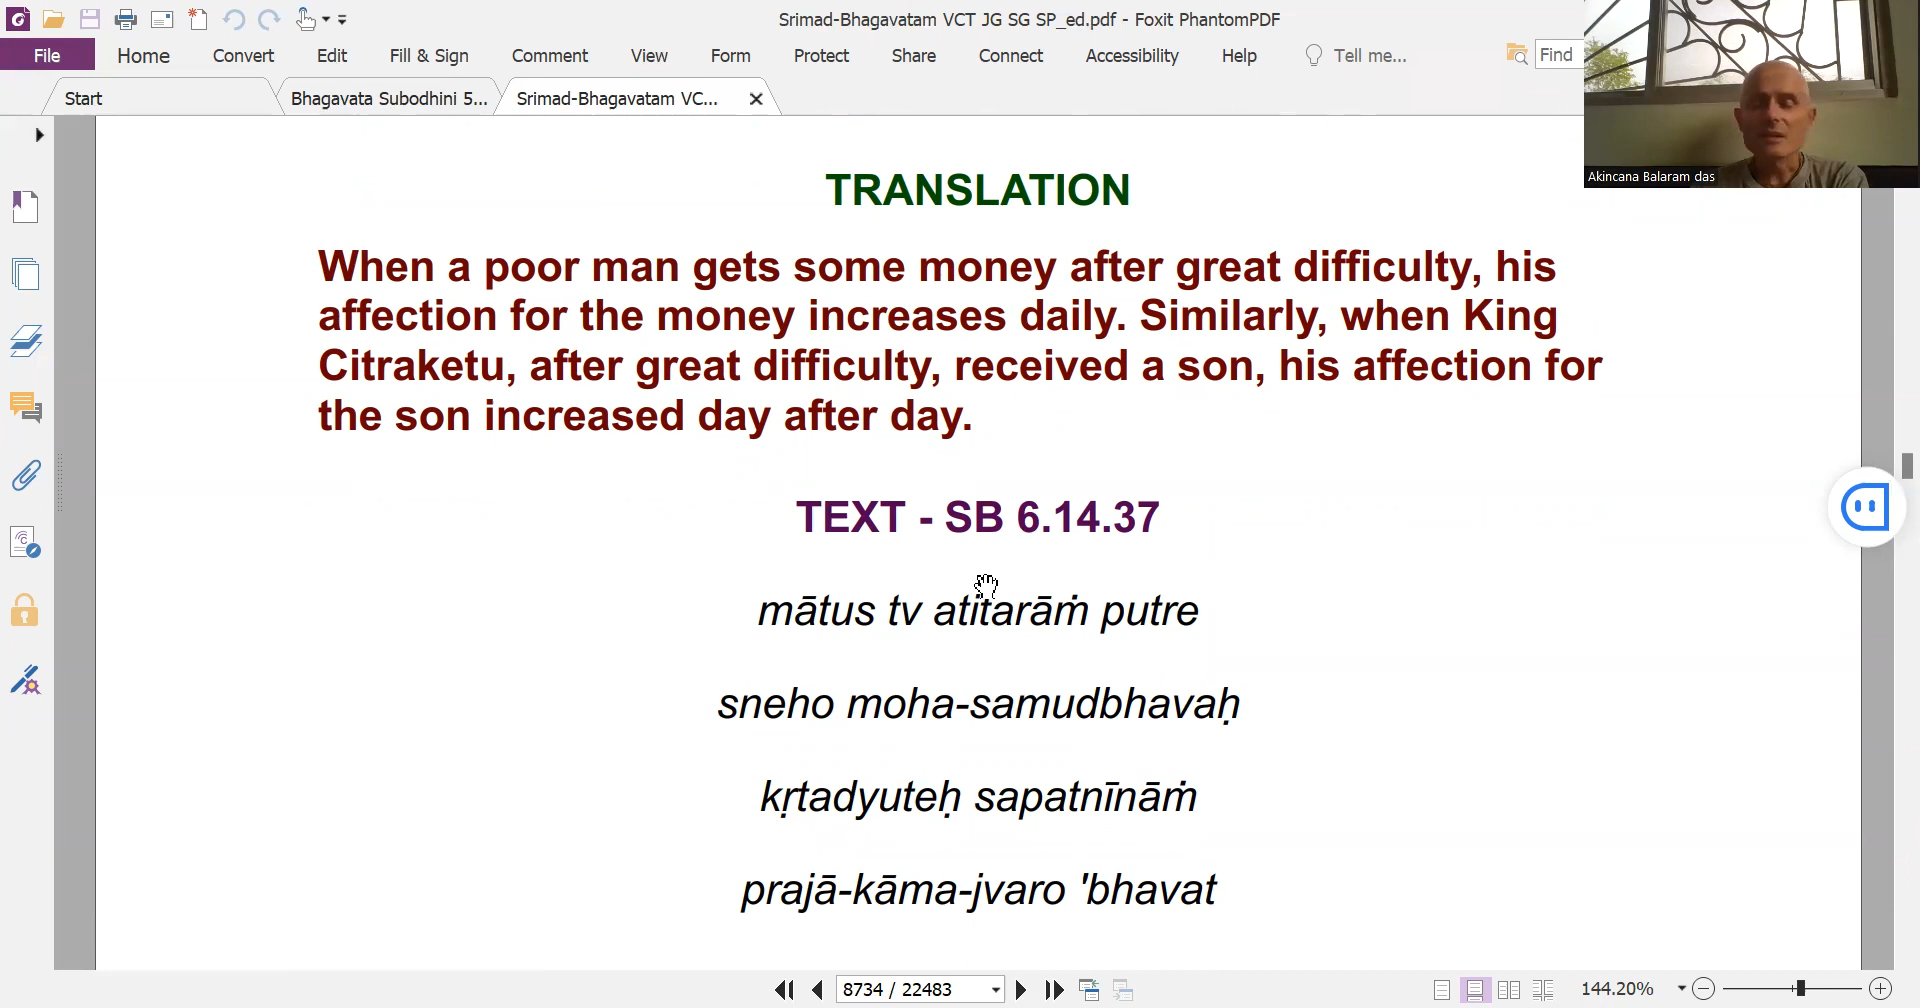 Srimad-Bhagavatam VCT JG SG SP_ed.pdf - Foxit PhantomPDF
File Home Convert Edit Fill & Sign Comment View Form Protect Share Connect Accessibility Help Tell me... Find
Start Bhagavata Subodhini 5... Srimad-Bhagavatam VC...
Akincana Balaram das
TRANSLATION
When a poor man gets some money after great difficulty, his
affection for the money increases daily. Similarly, when King
Citraketu, after great difficulty, received a son, his affection for
the son increased day after day.
TEXT - SB 6.14.37
mātus tv atitarāṁ putre
sneho moha-samudbhavaḥ
kṛtadyuteḥ sapatnīnāṁ
prajā-kāma-jvaro 'bhavat
8734 / 22483
144.20%